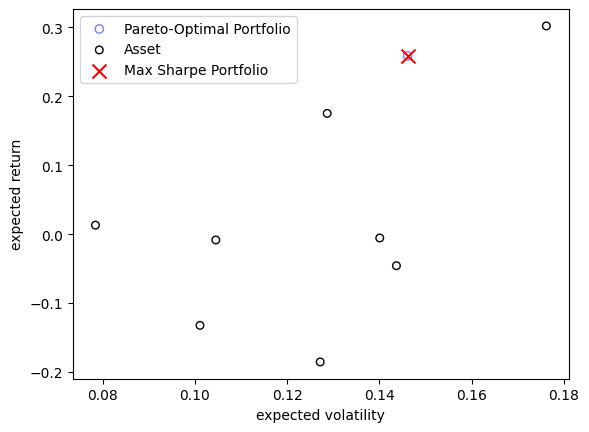 Pareto-Optimal Portfolio
Asset
Max Sharpe Portfolio
expected return
0.3
0.2
0.1
0.0
−0.1
−0.2
0.08 0.10 0.12 0.14 0.16 0.18
expected volatility